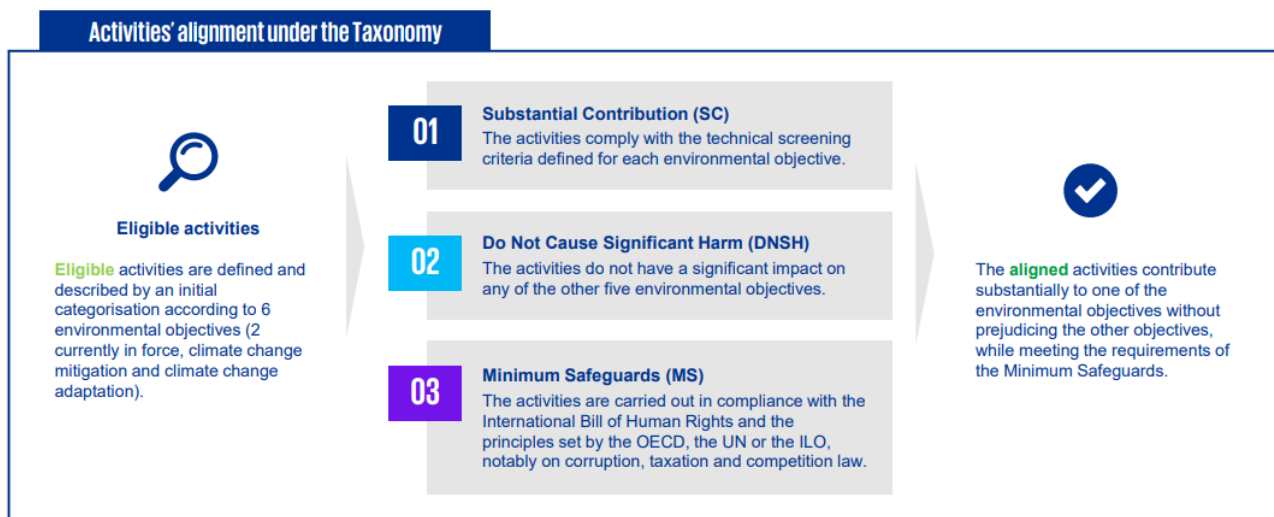 Activities' alignment under the Taxonomy
Eligible activities
Eligible activities are defined and
described by an initial
categorisation according to 6
environmental objectives (2
currently in force, climate change
mitigation and climate change
adaptation).
01
Substantial Contribution (SC)
The activities comply with the technical screening
criteria defined for each environmental objective.
02
Do Not Cause Significant Harm (DNSH)
The activities do not have a significant impact on
any of the other five environmental objectives.
03
Minimum Safeguards (MS)
The activities are carried out in compliance with the
International Bill of Human Rights and the
principles set by the OECD, the UN or the ILO,
notably on corruption, taxation and competition law.
The aligned activities contribute
substantially to one of the
environmental objectives without
prejudicing the other objectives,
while meeting the requirements of
the Minimum Safeguards.